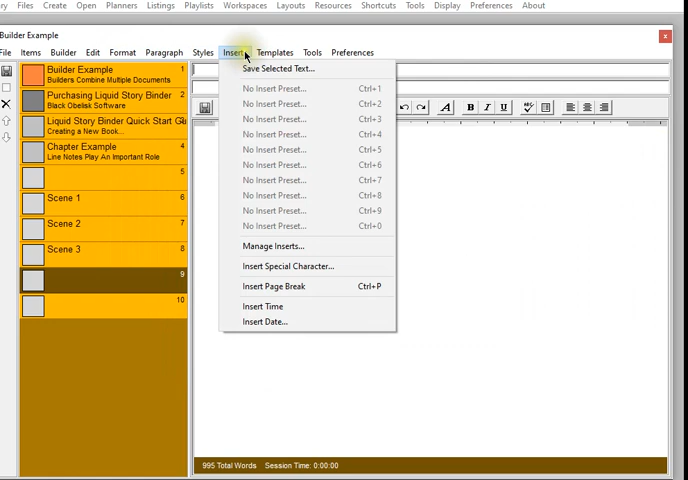 Files Create Open Planners Listings Playlists Workspaces Layouts Resources Shortcuts Tools Display Preferences About
Builder Example
File Items Builder Edit Format Paragraph Styles Insert Templates Tools Preferences
Builder Example 1
Builders Combine Multiple Documents
Purchasing Liquid Story Binder 2
Black Obelisk Software
Liquid Story Binder Quick Start Gu
Creating a New Book...
Chapter Example 4
Line Notes Play An Important Role
5
Scene 1 6
Scene 2 7
Scene 3 8
9
10
Save Selected Text...
No Insert Preset... Ctrl+1
No Insert Preset... Ctrl+2
No Insert Preset... Ctrl+3
No Insert Preset... Ctrl+4
No Insert Preset... Ctrl+5
No Insert Preset... Ctrl+6
No Insert Preset... Ctrl+7
No Insert Preset... Ctrl+8
No Insert Preset... Ctrl+9
No Insert Preset... Ctrl+0
Manage Inserts...
Insert Special Character...
Insert Page Break Ctrl+P
Insert Time
Insert Date...
A B I U ABC
995 Total Words Session Time: 0:00:00